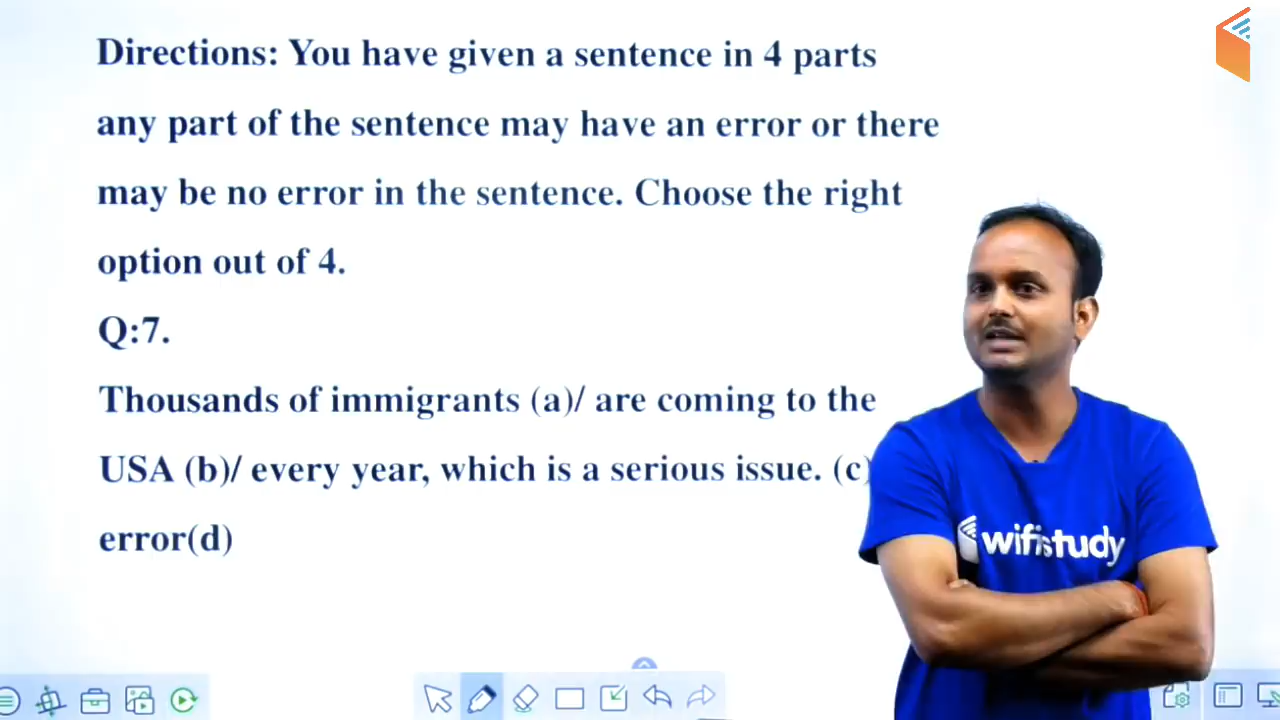 Directions: You have given a sentence in 4 parts
any part of the sentence may have an error or there
may be no error in the sentence. Choose the right
option out of 4.
Q:7.
Thousands of immigrants (a)/ are coming to the
USA (b)/ every year, which is a serious issue. (c)
error(d)
wifistudy